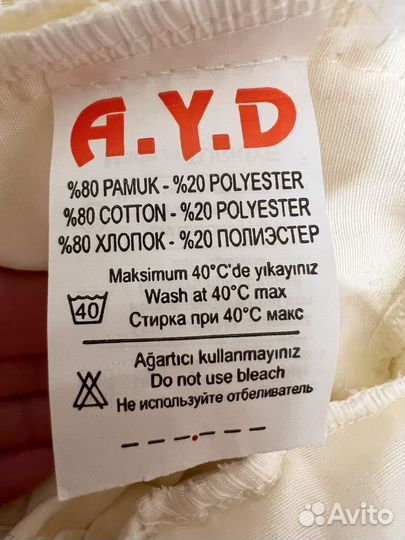 A.Y.D
%80 PAMUK - %20 POLYESTER
%80 COTTON - %20 POLYESTER
%80 ХЛОПОК - %20 ПОЛИЭСТЕР
Maksimum 40°C'de yıkayınız
40
Wash at 40°C max
Стирка при 40°C макс
Ağartıcı kullanmayınız
Do not use bleach
Не используйте отбеливатель
Avito